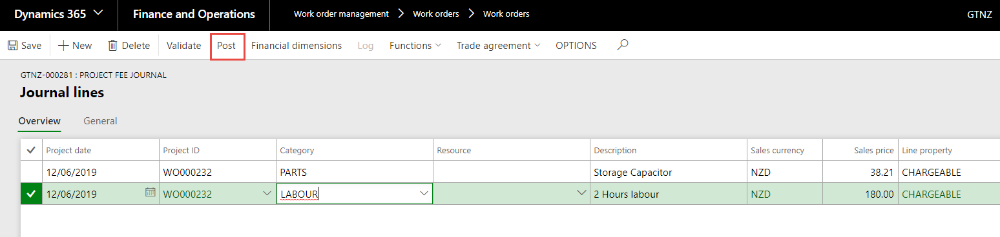 Dynamics 365 Finance and Operations Work order management Work orders Work orders GTNZ
Save New Delete Validate Post Financial dimensions Log Functions Trade agreement OPTIONS
GTNZ-000281 : PROJECT FEE JOURNAL
Journal lines
Overview General
Project date Project ID Category Resource Description Sales currency Sales price Line property
12/06/2019 WO000232 PARTS Storage Capacitor NZD 38.21 CHARGEABLE
12/06/2019 WO000232 LABOUR 2 Hours labour NZD 180.00 CHARGEABLE